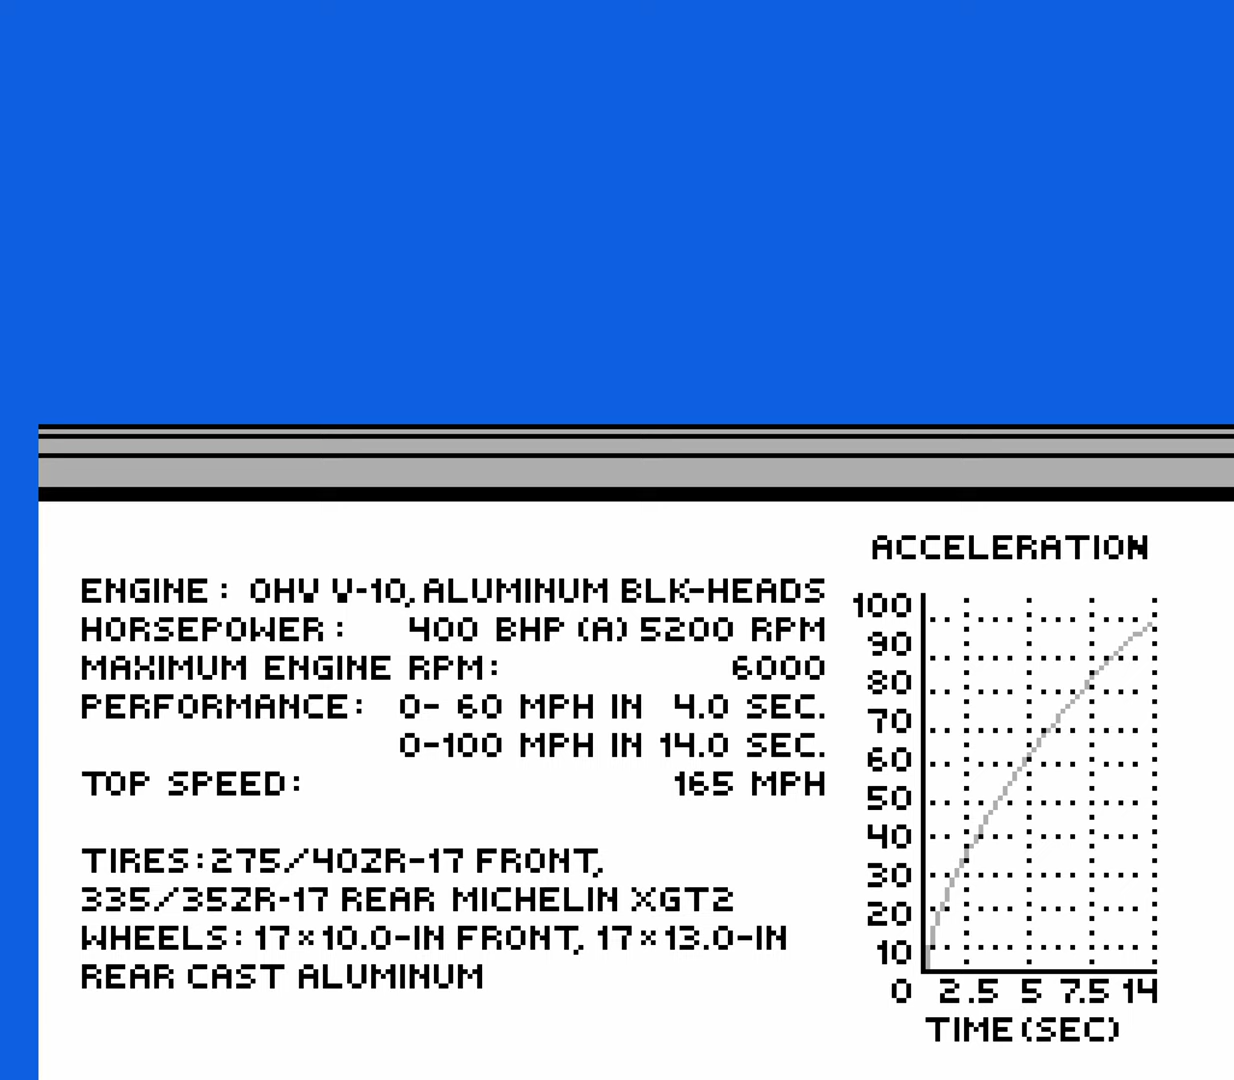 ACCELERATION
ENGINE: OHV V-10, ALUMINUM BLK-HEADS
HORSEPOWER: 400 BHP (A) 5200 RPM
MAXIMUM ENGINE RPM: 6000
PERFORMANCE: 0- 60 MPH IN 4.0 SEC.
0-100 MPH IN 14.0 SEC.
TOP SPEED: 165 MPH
TIRES:275/40ZR-17 FRONT,
335/35ZR-17 REAR MICHELIN XGT2
WHEELS: 17×10.0-IN FRONT, 17×13.0-IN
REAR CAST ALUMINUM
100
90
80
70
60
50
40
30
20
10
0 2.5 5 7.5 14
TIME(SEC)